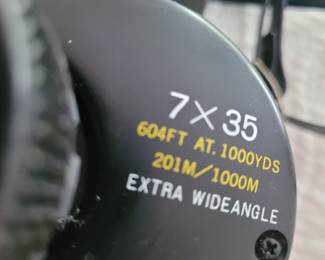 7×35
604FT AT. 1000YDS
201M/1000M
EXTRA WIDEANGLE